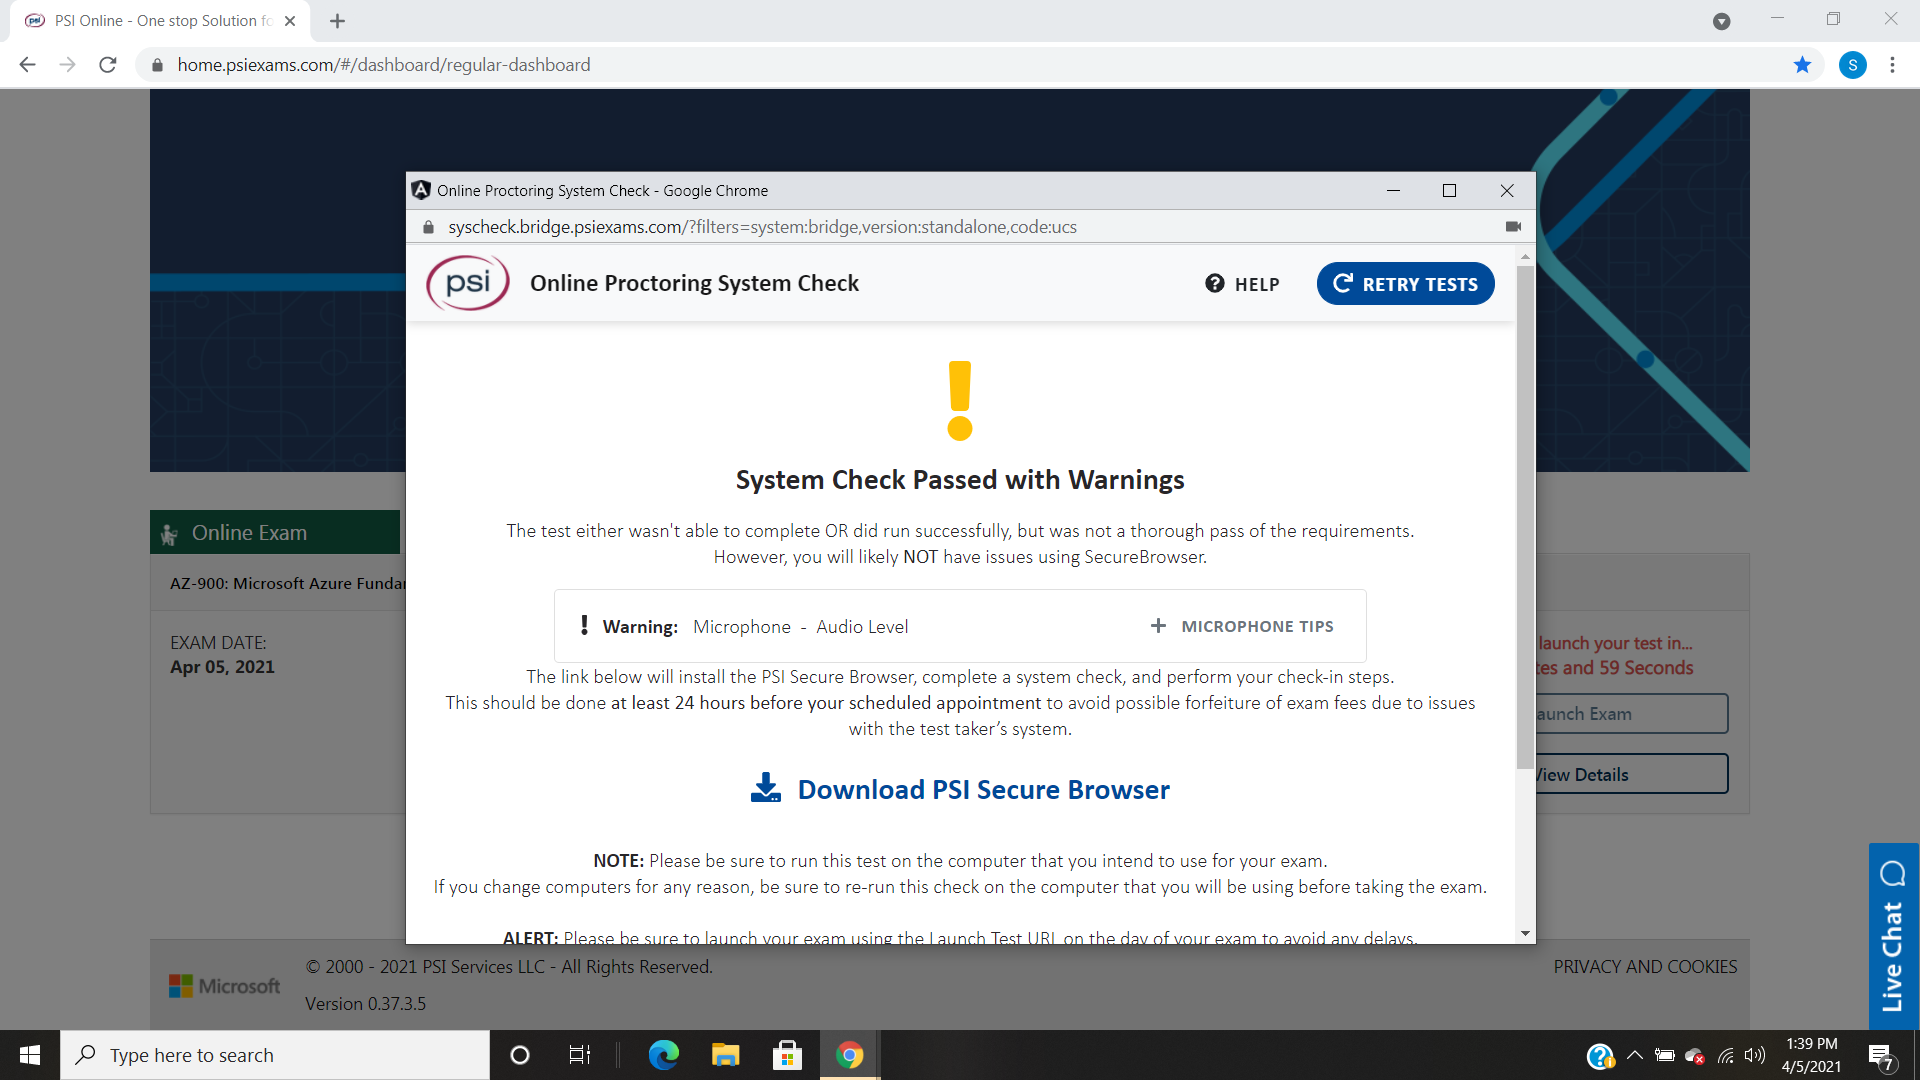 PSI Online - One stop Solution fo
home.psiexams.com/#/dashboard/regular-dashboard
S
Online Proctoring System Check - Google Chrome
syscheck.bridge.psiexams.com/?filters=system:bridge,version:standalone,code:ucs
psi
Online Proctoring System Check
HELP
RETRY TESTS
System Check Passed with Warnings
The test either wasn't able to complete OR did run successfully, but was not a thorough pass of the requirements.
However, you will likely NOT have issues using SecureBrowser.
Warning: Microphone - Audio Level
MICROPHONE TIPS
The link below will install the PSI Secure Browser, complete a system check, and perform your check-in steps.
This should be done at least 24 hours before your scheduled appointment to avoid possible forfeiture of exam fees due to issues
with the test taker’s system.
Download PSI Secure Browser
NOTE: Please be sure to run this test on the computer that you intend to use for your exam.
If you change computers for any reason, be sure to re-run this check on the computer that you will be using before taking the exam.
ALERT: Please be sure to launch your exam using the Launch Test URL on the day of your exam to avoid any delays.
Online Exam
AZ-900: Microsoft Azure Fundar
EXAM DATE:
Apr 05, 2021
launch your test in...
tes and 59 Seconds
aunch Exam
View Details
Live Chat
Microsoft
© 2000 - 2021 PSI Services LLC - All Rights Reserved.
Version 0.37.3.5
PRIVACY AND COOKIES
Type here to search
1:39 PM
4/5/2021
7